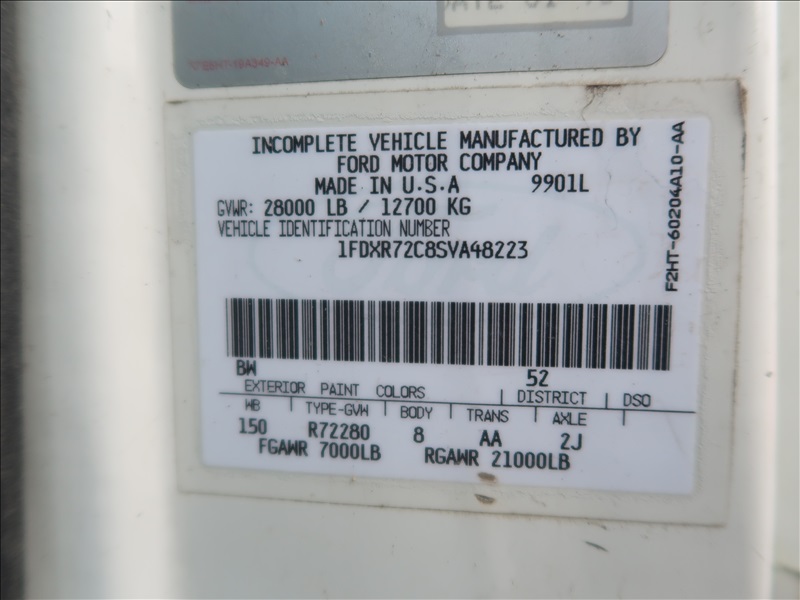 INCOMPLETE VEHICLE MANUFACTURED BY
FORD MOTOR COMPANY
MADE IN U.S.A 9901L
GVWR: 28000 LB / 12700 KG
VEHICLE IDENTIFICATION NUMBER
1FDXR72C8SVA48223
F2HT-60204A10-AA
BW 52
EXTERIOR PAINT COLORS DISTRICT DSO
WB TYPE-GVW BODY TRANS AXLE
150 R72280 8 AA 2J
FGAWR 7000LB RGAWR 21000LB